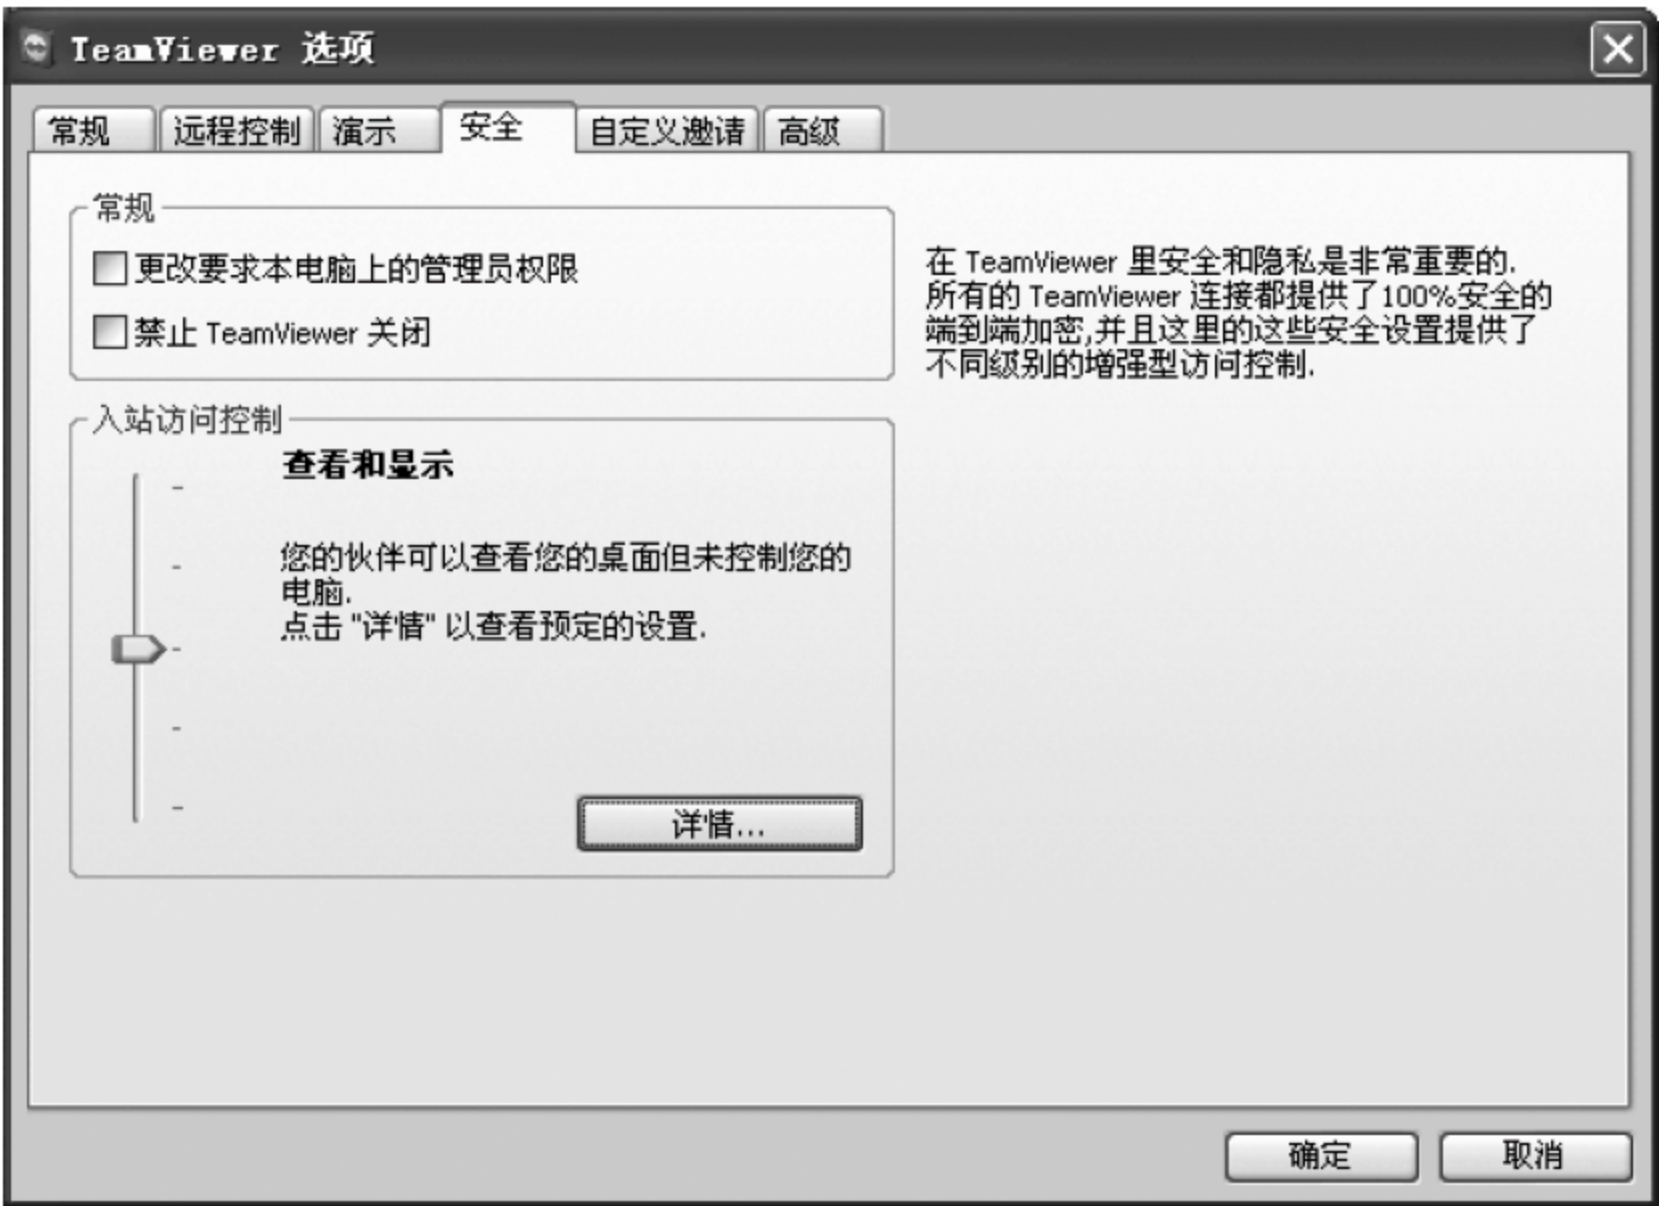 TeamViewer 选项
常规 远程控制 演示 安全 自定义邀请 高级
常规
更改要求本电脑上的管理员权限
禁止 TeamViewer 关闭
在 TeamViewer 里安全和隐私是非常重要的.
所有的 TeamViewer 连接都提供了100%安全的
端到端加密,并且这里的这些安全设置提供了
不同级别的增强型访问控制.
入站访问控制
查看和显示
您的伙伴可以查看您的桌面但未控制您的
电脑.
点击 "详情" 以查看预定的设置.
详情...
确定 取消